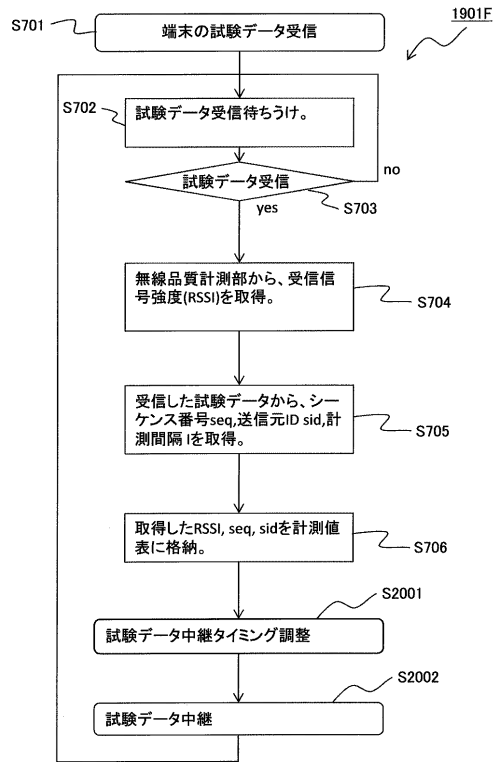 1901F
S701
端末の試験データ受信
S702
試験データ受信待ちうけ。
試験データ受信
no
yes
S703
無線品質計測部から、受信信
号強度(RSSI)を取得。
S704
受信した試験データから、シー
ケンス番号seq,送信元ID sid,計
測間隔 Iを取得。
S705
取得したRSSI, seq, sidを計測値
表に格納。
S706
S2001
試験データ中継タイミング調整
S2002
試験データ中継